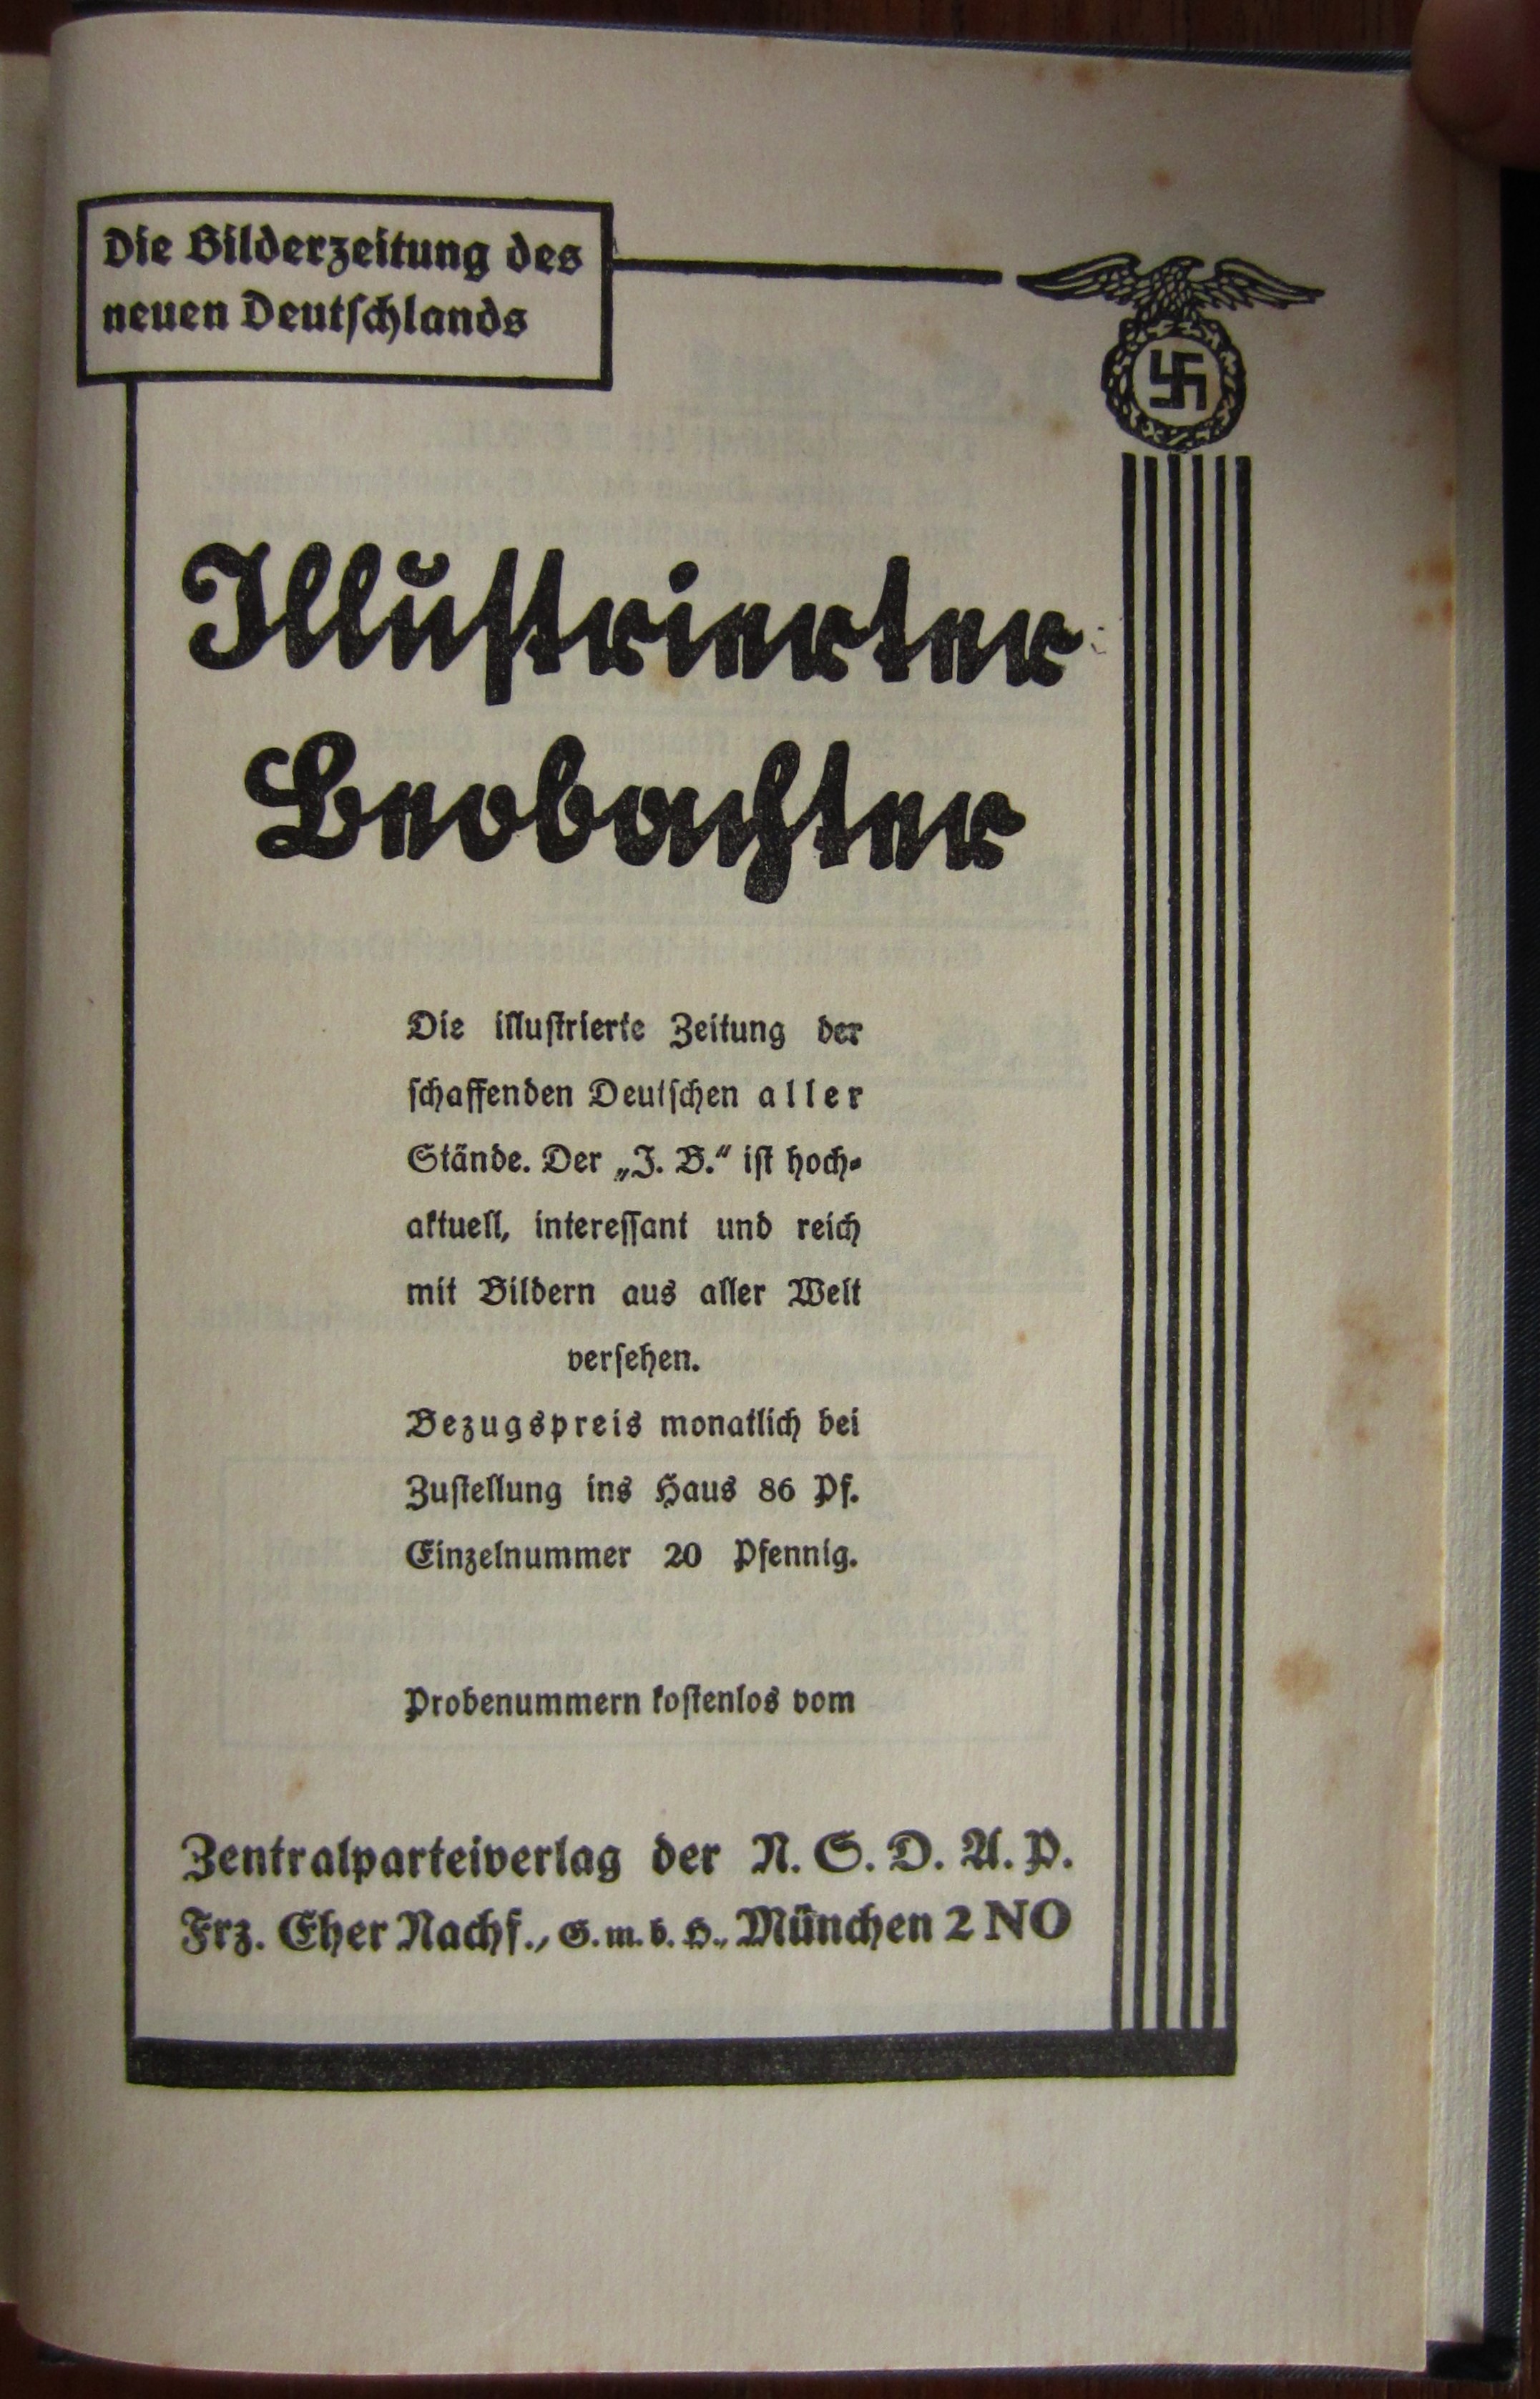 Die Bilderzeitung des
neuen Deutschlands
Illustrierter
Beobachter
Die illustrierte Zeitung der
schaffenden Deutschen aller
Stände. Der „J. B.“ ist hoch-
aktuell, interessant und reich
mit Bildern aus aller Welt
versehen.
Bezugspreis monatlich bei
Zustellung ins Haus 86 Pf.
Einzelnummer 20 Pfennig.
Probenummern kostenlos vom
Zentralparteiverlag der N. S. D. A. P.
Frz. Eher Nachf., G. m. b. H., München 2 NO